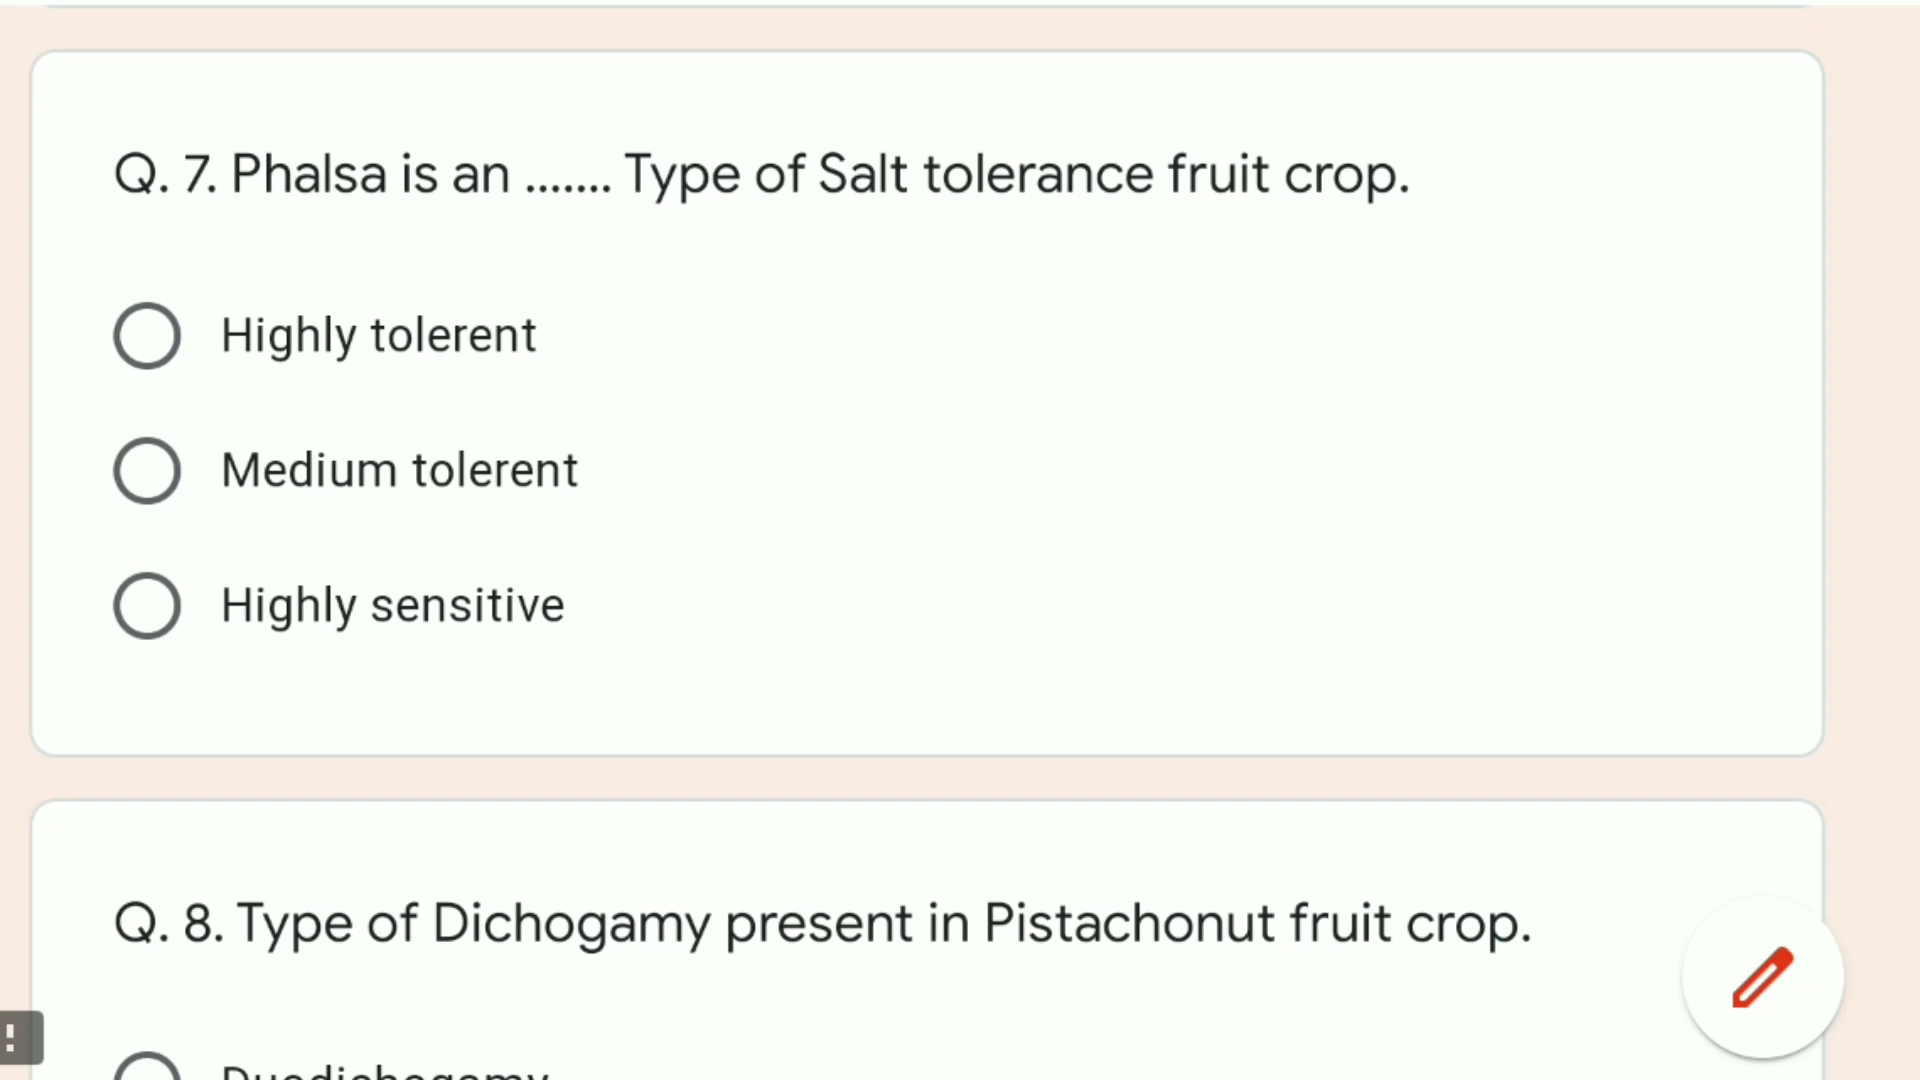 Q. 7. Phalsa is an ....... Type of Salt tolerance fruit crop.
Highly tolerent
Medium tolerent
Highly sensitive
Q. 8. Type of Dichogamy present in Pistachonut fruit crop.
Duodichogamy